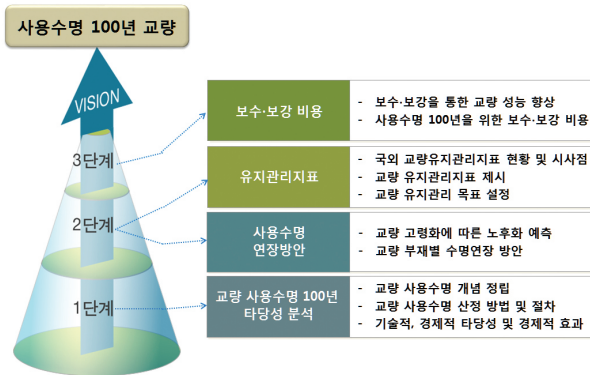 사용수명 100년 교량
VISION
3단계
2단계
1단계
보수·보강 비용
- 보수·보강을 통한 교량 성능 향상
- 사용수명 100년을 위한 보수·보강 비용
유지관리지표
- 국외 교량유지관리지표 현황 및 시사점
- 교량 유지관리지표 제시
- 교량 유지관리 목표 설정
사용수명
연장방안
- 교량 고령화에 따른 노후화 예측
- 교량 부재별 수명연장 방안
교량 사용수명 100년
타당성 분석
- 교량 사용수명 개념 정립
- 교량 사용수명 산정 방법 및 절차
- 기술적, 경제적 타당성 및 경제적 효과